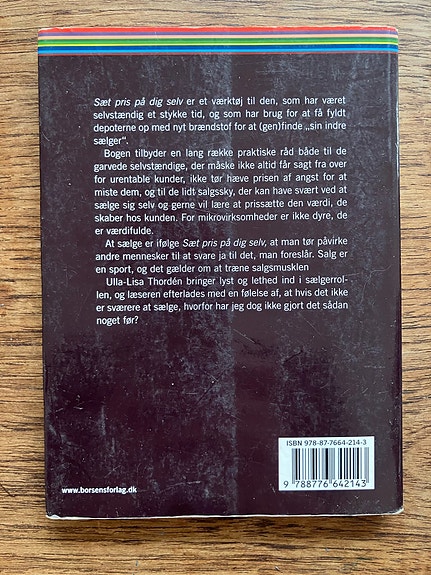 Sæt pris på dig selv er et værktøj til den, som har været
selvstændig et stykke tid, og som har brug for at få fyldt
depoterne op med nyt brændstof for at (gen)finde „sin indre
sælger“.
Bogen tilbyder en lang række praktiske råd både til de
garvede selvstændige, der måske ikke altid får sagt fra over
for urentable kunder, ikke tør hæve prisen af angst for at
miste dem, og til de lidt salgssky, der kan have svært ved at
sælge sig selv og gerne vil lære at prissætte den værdi, de
skaber hos kunden. For mikrovirksomheder er ikke dyre, de
er værdifulde.
At sælge er ifølge Sæt pris på dig selv, at man tør påvirke
andre mennesker til at svare ja til det, man foreslår. Salg er
en sport, og det gælder om at træne salgsmusklen
Ulla-Lisa Thordén bringer lyst og lethed ind i sælgerrol-
len, og læseren efterlades med en følelse af, at hvis det ikke
er sværere at sælge, hvorfor har jeg dog ikke gjort det sådan
noget før?
ISBN 978-87-7664-214-3
9 788776 642143
www.borsensforlag.dk